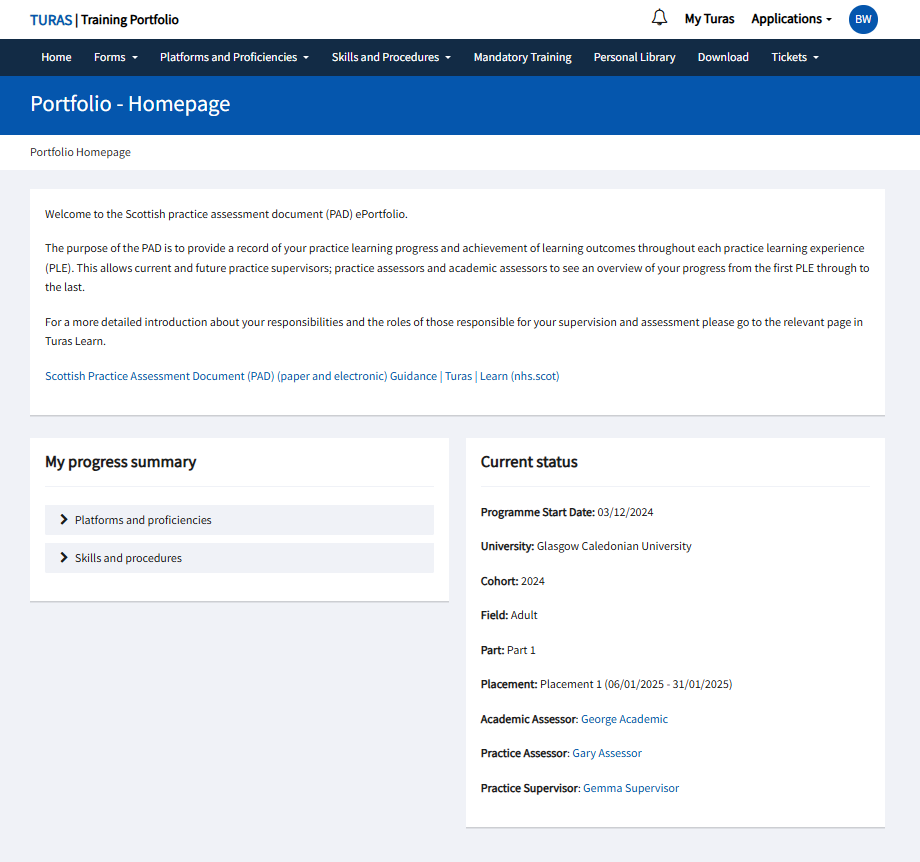 TURAS | Training Portfolio
My Turas
Applications
BW
Home
Forms
Platforms and Proficiencies
Skills and Procedures
Mandatory Training
Personal Library
Download
Tickets
Portfolio - Homepage
Portfolio Homepage
Welcome to the Scottish practice assessment document (PAD) ePortfolio.
The purpose of the PAD is to provide a record of your practice learning progress and achievement of learning outcomes throughout each practice learning experience
(PLE). This allows current and future practice supervisors; practice assessors and academic assessors to see an overview of your progress from the first PLE through to
the last.
For a more detailed introduction about your responsibilities and the roles of those responsible for your supervision and assessment please go to the relevant page in
Turas Learn.
Scottish Practice Assessment Document (PAD) (paper and electronic) Guidance | Turas | Learn (nhs.scot)
My progress summary
Platforms and proficiencies
Skills and procedures
Current status
Programme Start Date: 03/12/2024
University: Glasgow Caledonian University
Cohort: 2024
Field: Adult
Part: Part 1
Placement: Placement 1 (06/01/2025 - 31/01/2025)
Academic Assessor: George Academic
Practice Assessor: Gary Assessor
Practice Supervisor: Gemma Supervisor